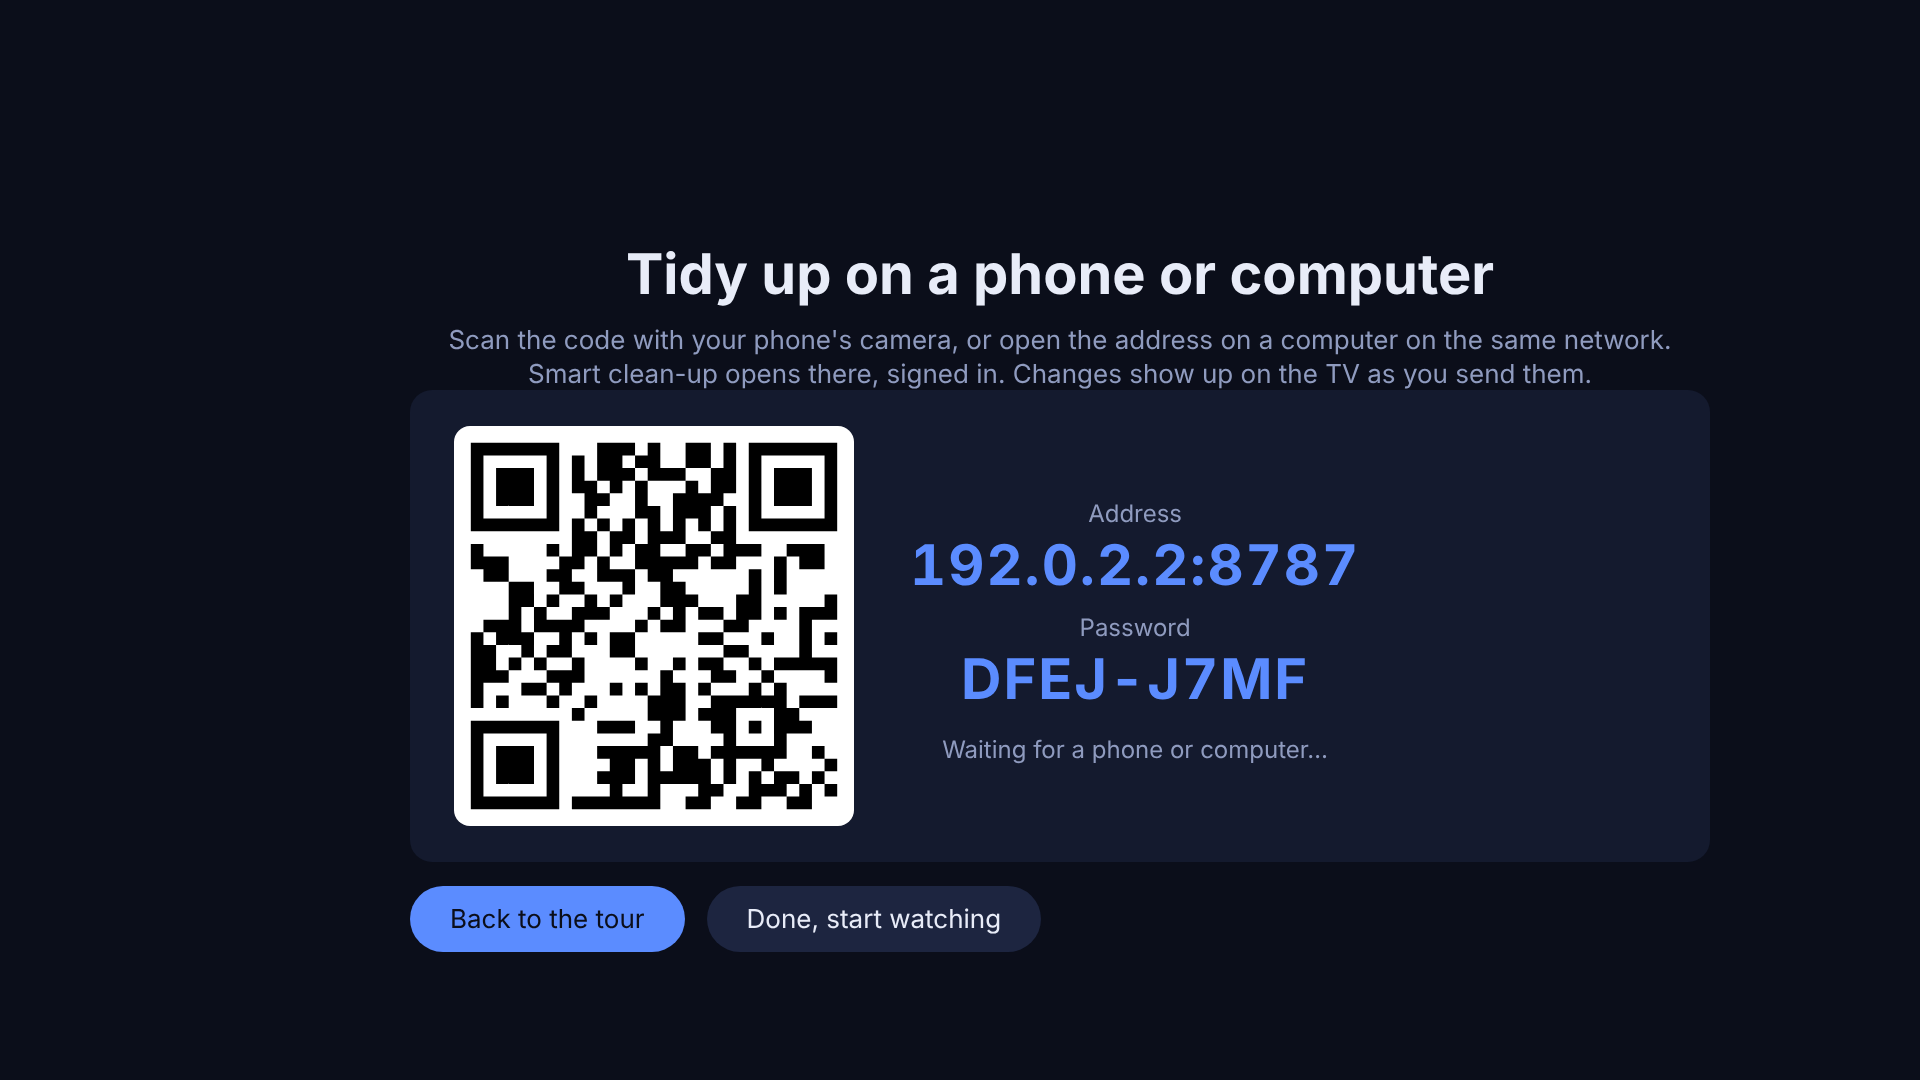 Tidy up on a phone or computer
Scan the code with your phone's camera, or open the address on a computer on the same network.
Smart clean-up opens there, signed in. Changes show up on the TV as you send them.
Address
192.0.2.2:8787
Password
DFEJ-J7MF
Waiting for a phone or computer...
Back to the tour
Done, start watching